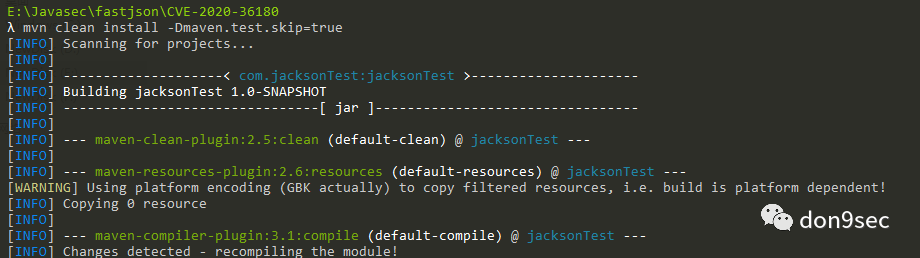 E:\Javasec\fastjson\CVE-2020-36180
λ mvn clean install -Dmaven.test.skip=true
[INFO] Scanning for projects...
[INFO]
[INFO] --------------------< com.jacksonTest:jacksonTest >---------------------
[INFO] Building jacksonTest 1.0-SNAPSHOT
[INFO] --------------------------------[ jar ]---------------------------------
[INFO]
[INFO] --- maven-clean-plugin:2.5:clean (default-clean) @ jacksonTest ---
[INFO]
[INFO] --- maven-resources-plugin:2.6:resources (default-resources) @ jacksonTest ---
[WARNING] Using platform encoding (GBK actually) to copy filtered resources, i.e. build is platform dependent!
[INFO] Copying 0 resource
[INFO]
[INFO] --- maven-compiler-plugin:3.1:compile (default-compile) @ jacksonTest ---
[INFO] Changes detected - recompiling the module!
don9sec